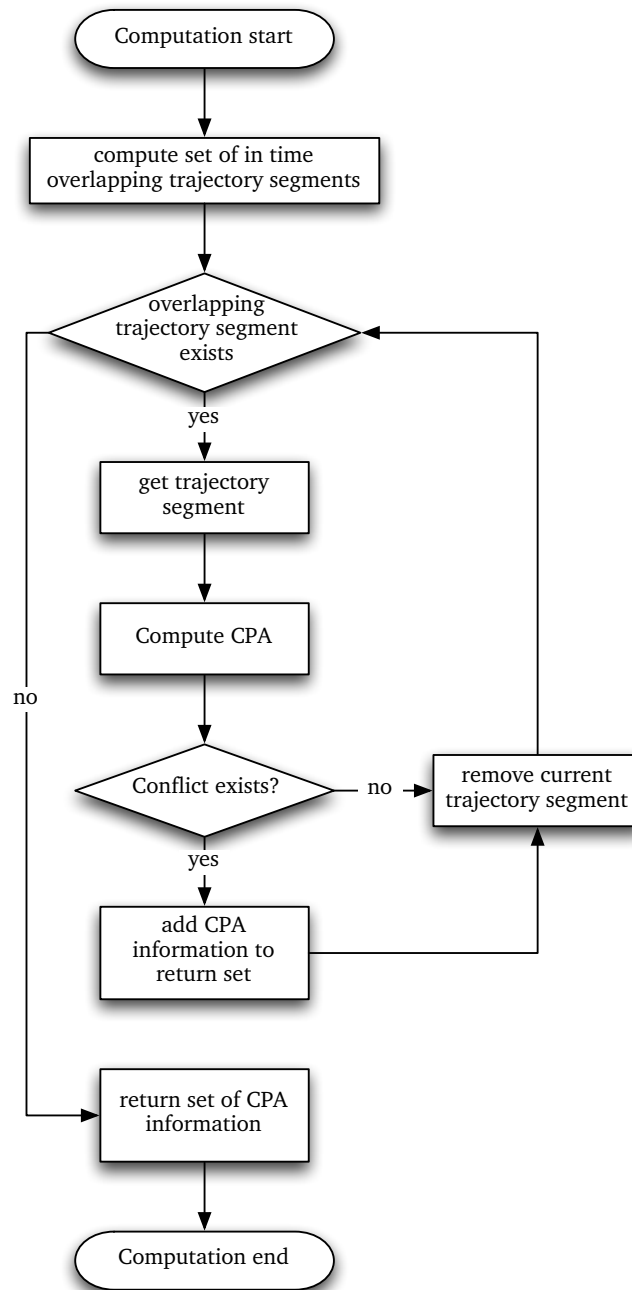 Computation start
compute set of in time
overlapping trajectory segments
overlapping
trajectory segment
exists
yes
get trajectory
segment
Compute CPA
no
Conflict exists?
no
remove current
trajectory segment
yes
add CPA
information to
return set
return set of CPA
information
Computation end